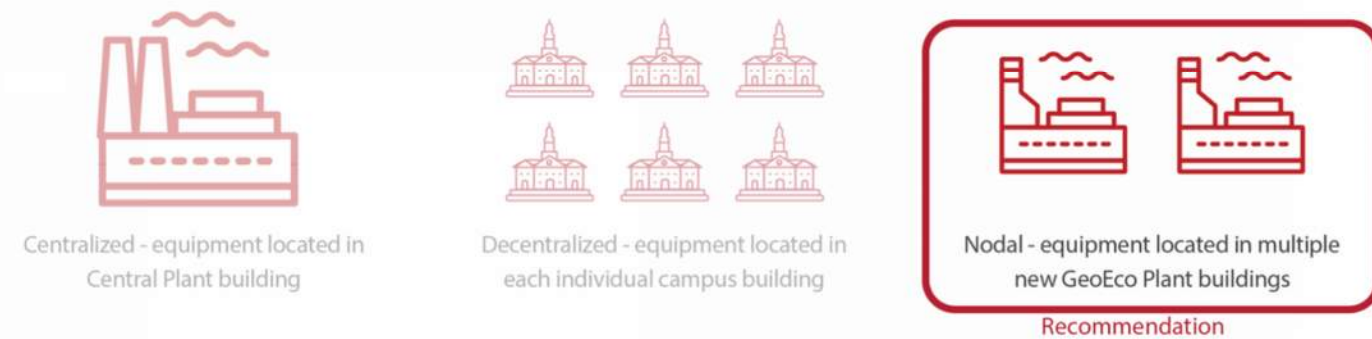 Centralized - equipment located in
Central Plant building
Decentralized - equipment located in
each individual campus building
Nodal - equipment located in multiple
new GeoEco Plant buildings
Recommendation